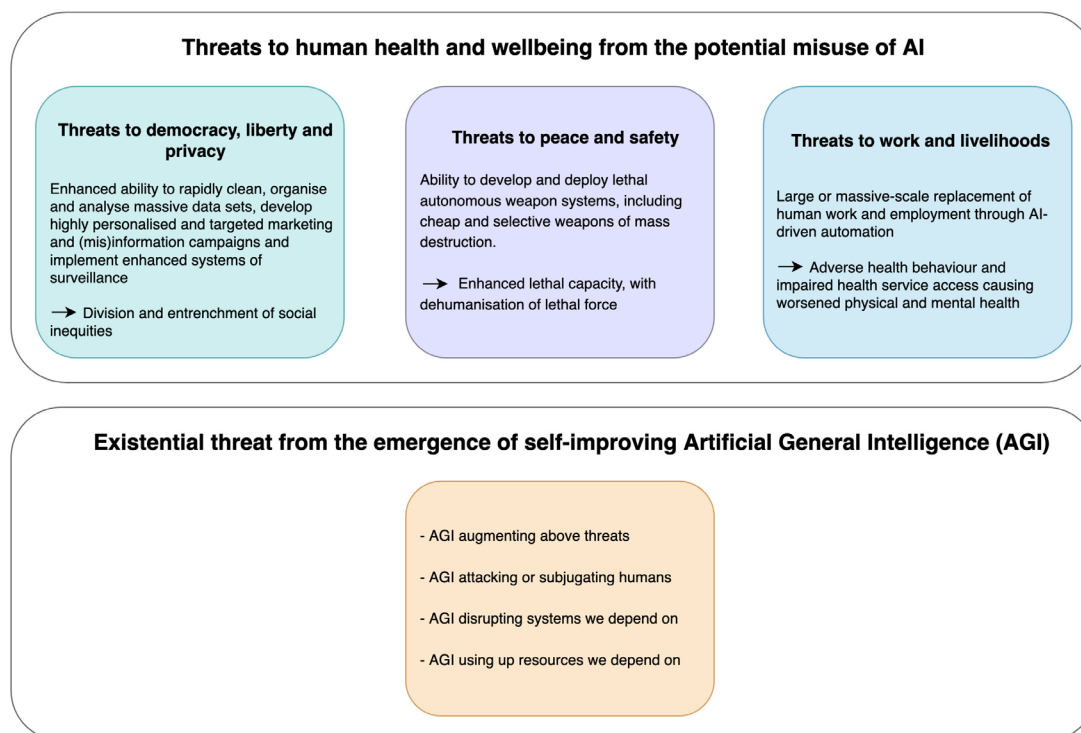 Threats to human health and wellbeing from the potential misuse of AI
Threats to democracy, liberty and
privacy
Enhanced ability to rapidly clean, organise
and analyse massive data sets, develop
highly personalised and targeted marketing
and (mis)information campaigns and
implement enhanced systems of
surveillance
→ Division and entrenchment of social
inequities
Threats to peace and safety
Ability to develop and deploy lethal
autonomous weapon systems, including
cheap and selective weapons of mass
destruction.
→ Enhanced lethal capacity, with
dehumanisation of lethal force
Threats to work and livelihoods
Large or massive-scale replacement of
human work and employment through AI-
driven automation
→ Adverse health behaviour and
impaired health service access causing
worsened physical and mental health
Existential threat from the emergence of self-improving Artificial General Intelligence (AGI)
- AGI augmenting above threats
- AGI attacking or subjugating humans
- AGI disrupting systems we depend on
- AGI using up resources we depend on